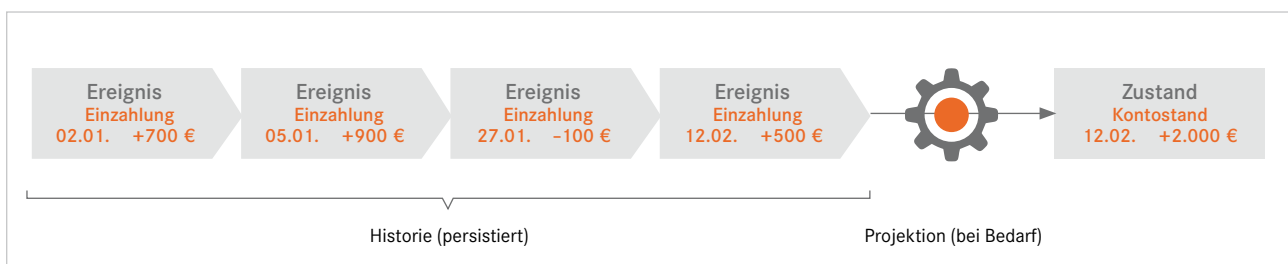 Ereignis
Einzahlung
02.01. +700 €
Ereignis
Einzahlung
05.01. +900 €
Ereignis
Einzahlung
27.01. −100 €
Ereignis
Einzahlung
12.02. +500 €
Zustand
Kontostand
12.02. +2.000 €
Historie (persistiert)
Projektion (bei Bedarf)